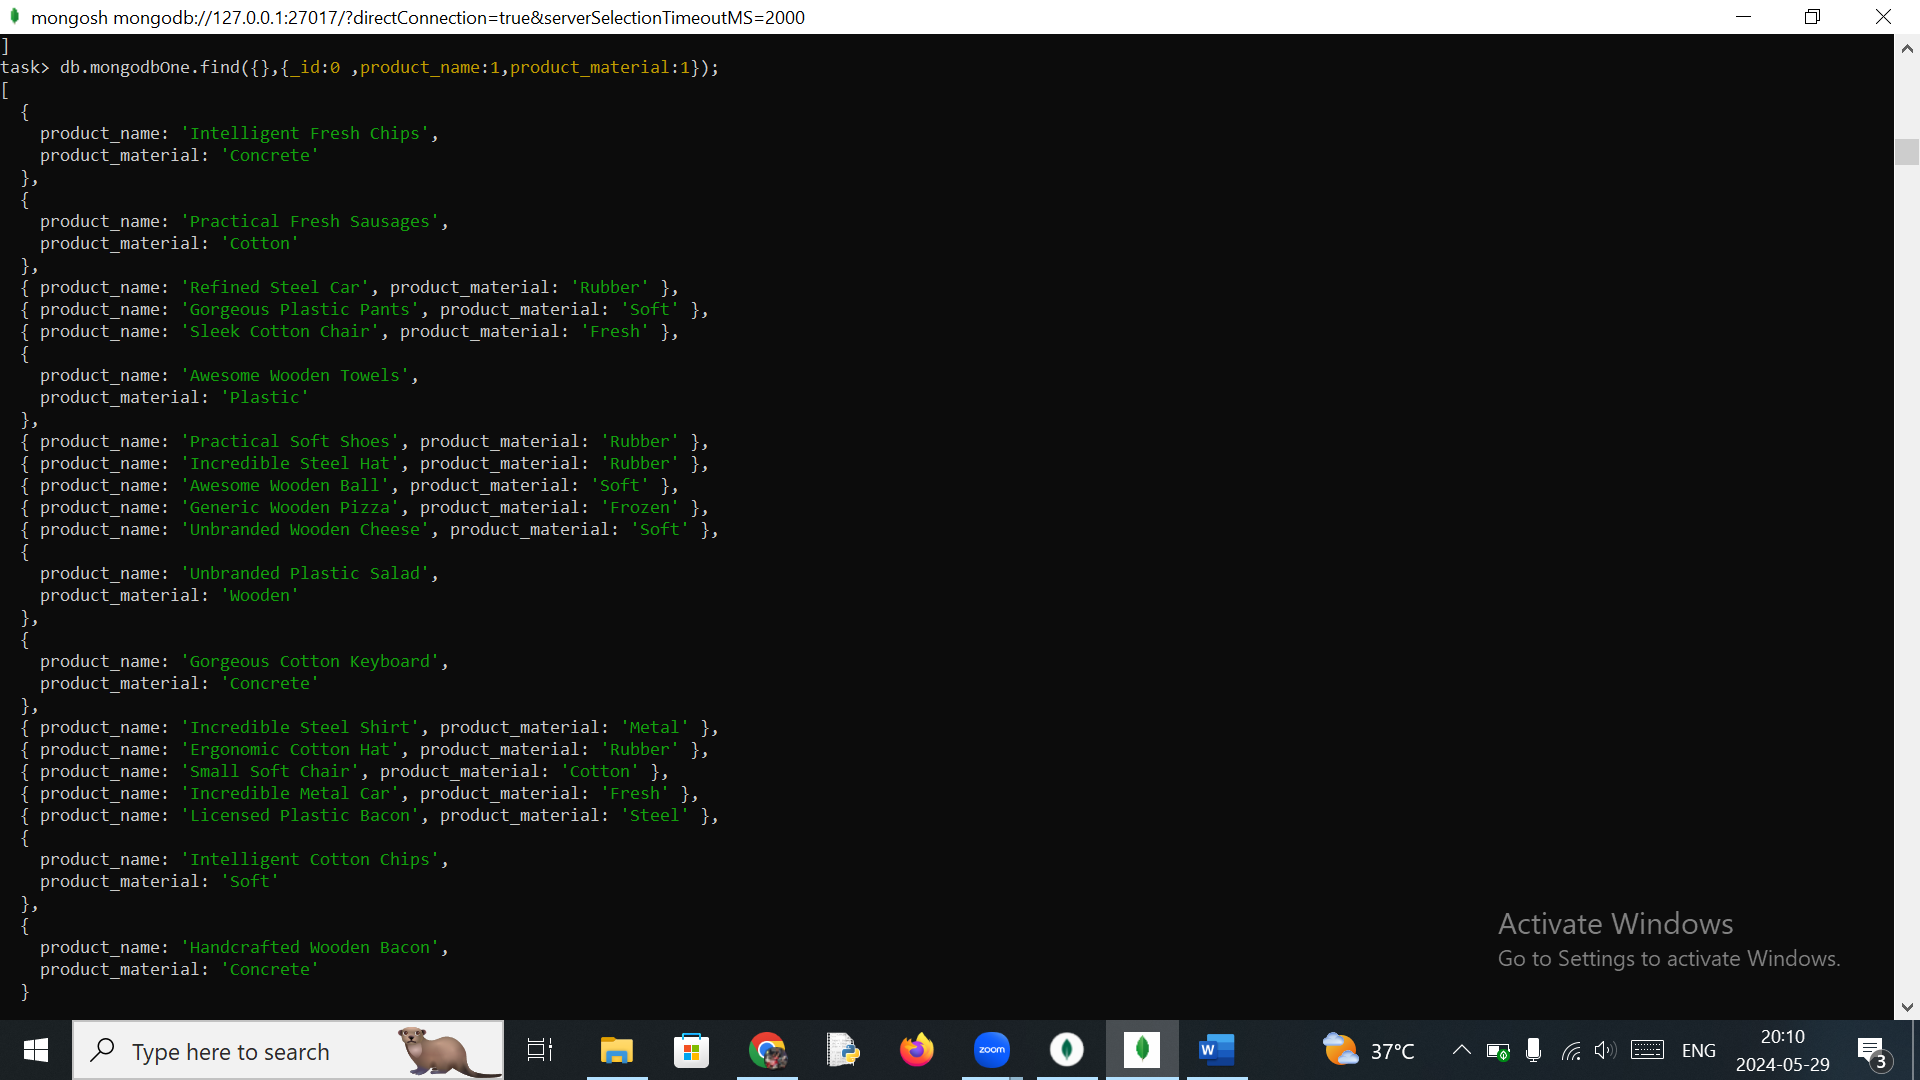 mongosh mongodb://127.0.0.1:27017/?directConnection=true&serverSelectionTimeoutMS=2000
]
task> db.mongodbOne.find({},{_id:0 ,product_name:1,product_material:1});
[
  {
    product_name: 'Intelligent Fresh Chips',
    product_material: 'Concrete'
  },
  {
    product_name: 'Practical Fresh Sausages',
    product_material: 'Cotton'
  },
  { product_name: 'Refined Steel Car', product_material: 'Rubber' },
  { product_name: 'Gorgeous Plastic Pants', product_material: 'Soft' },
  { product_name: 'Sleek Cotton Chair', product_material: 'Fresh' },
  {
    product_name: 'Awesome Wooden Towels',
    product_material: 'Plastic'
  },
  { product_name: 'Practical Soft Shoes', product_material: 'Rubber' },
  { product_name: 'Incredible Steel Hat', product_material: 'Rubber' },
  { product_name: 'Awesome Wooden Ball', product_material: 'Soft' },
  { product_name: 'Generic Wooden Pizza', product_material: 'Frozen' },
  { product_name: 'Unbranded Wooden Cheese', product_material: 'Soft' },
  {
    product_name: 'Unbranded Plastic Salad',
    product_material: 'Wooden'
  },
  {
    product_name: 'Gorgeous Cotton Keyboard',
    product_material: 'Concrete'
  },
  { product_name: 'Incredible Steel Shirt', product_material: 'Metal' },
  { product_name: 'Ergonomic Cotton Hat', product_material: 'Rubber' },
  { product_name: 'Small Soft Chair', product_material: 'Cotton' },
  { product_name: 'Incredible Metal Car', product_material: 'Fresh' },
  { product_name: 'Licensed Plastic Bacon', product_material: 'Steel' },
  {
    product_name: 'Intelligent Cotton Chips',
    product_material: 'Soft'
  },
  {
    product_name: 'Handcrafted Wooden Bacon',
    product_material: 'Concrete'
  }
Activate Windows
Go to Settings to activate Windows.
Type here to search
zoom
W
37°C
ENG
20:10
2024-05-29
3